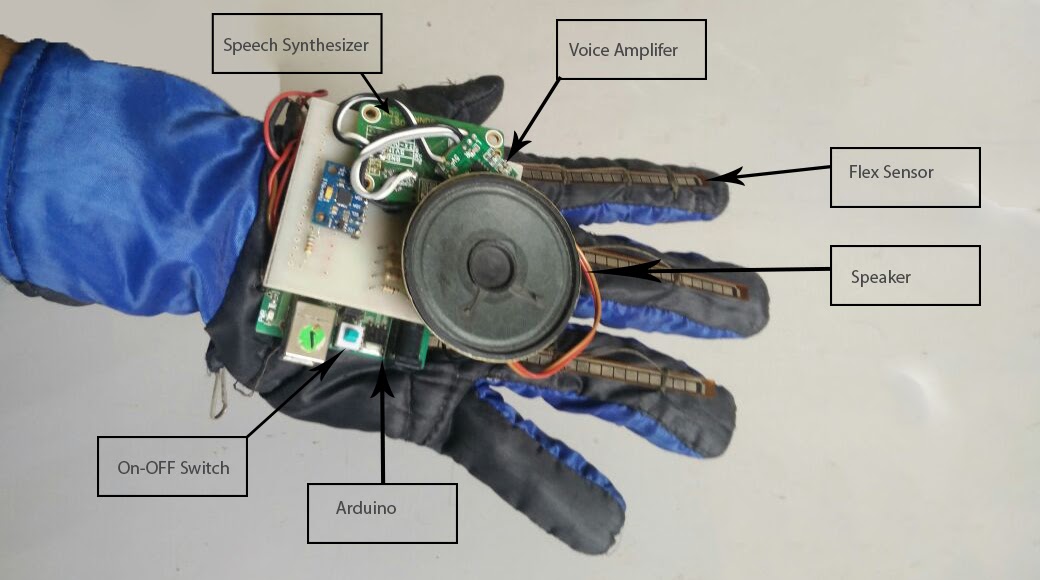 Speech Synthesizer
Voice Amplifer
Flex Sensor
Speaker
On-OFF Switch
Arduino